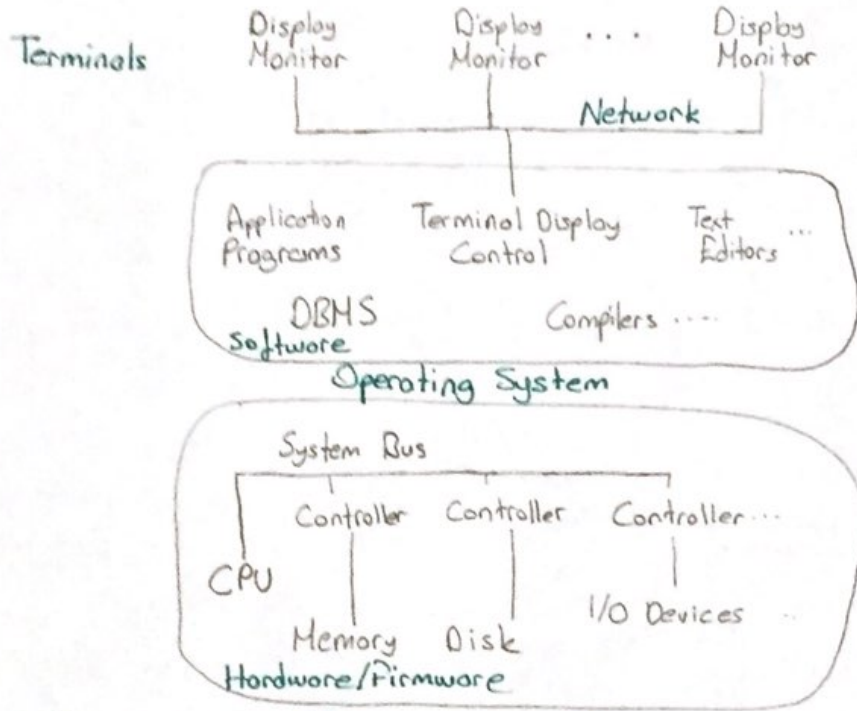 Terminals
Display Monitor
Display Monitor
. . . .
Display Monitor
Network
Application Programs
Terminal Display Control
Text Editors ...
DBMS
Compilers .....
Software
Operating System
System Bus
Controller
Controller
Controller ...
CPU
Memory
Disk
I/O Devices ..
Hardware/Firmware